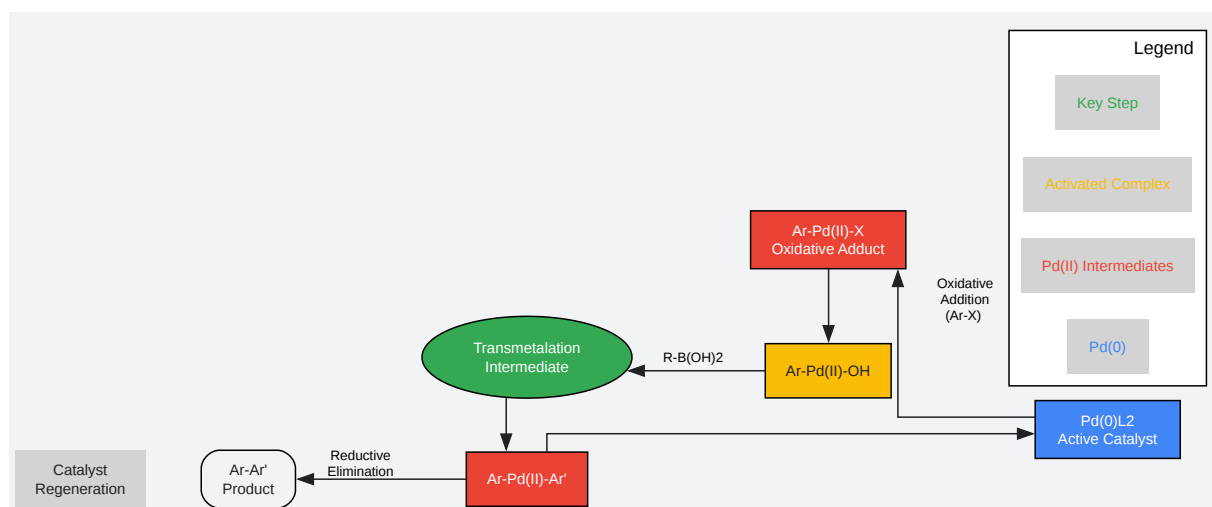 Legend
Key Step
Activated Complex
Pd(II) Intermediates
Pd(0)
Ar-Pd(II)-X
Oxidative Adduct
Oxidative
Addition
(Ar-X)
Transmetalation
Intermediate
R-B(OH)2
Ar-Pd(II)-OH
Pd(0)L2
Active Catalyst
Catalyst
Regeneration
Ar-Ar'
Product
Reductive
Elimination
Ar-Pd(II)-Ar'